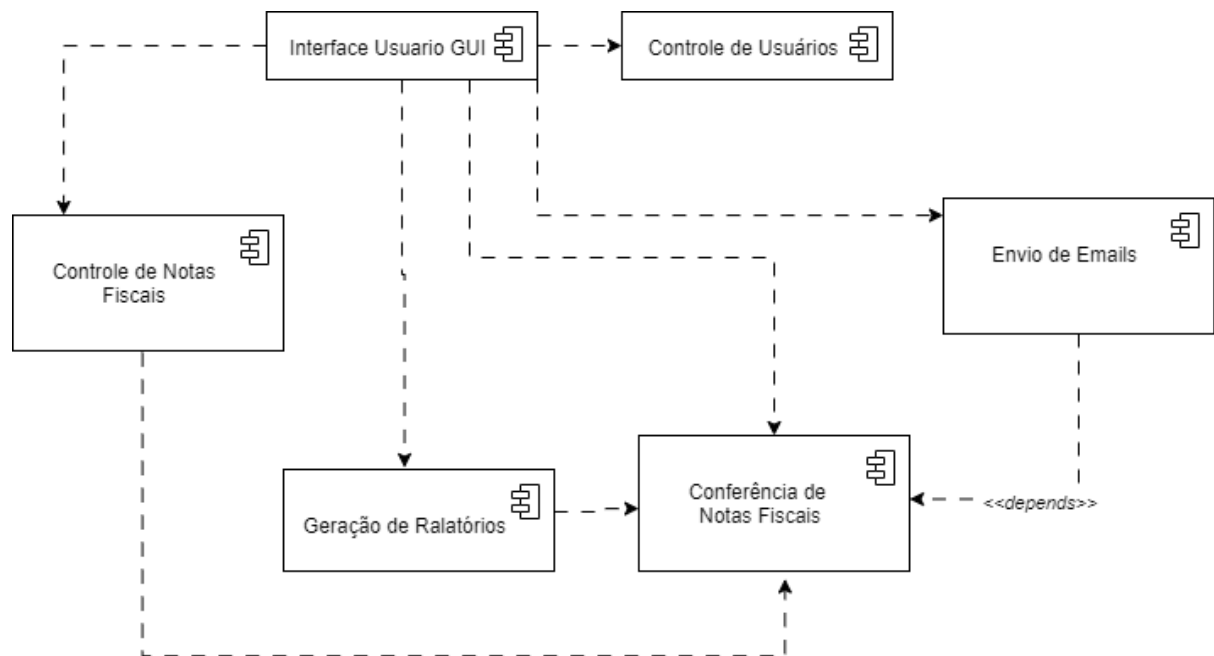 Interface Usuario GUI
Controle de Usuários
Controle de Notas
Fiscais
Envio de Emails
Geração de Ralatórios
Conferência de
Notas Fiscais
<<depends>>